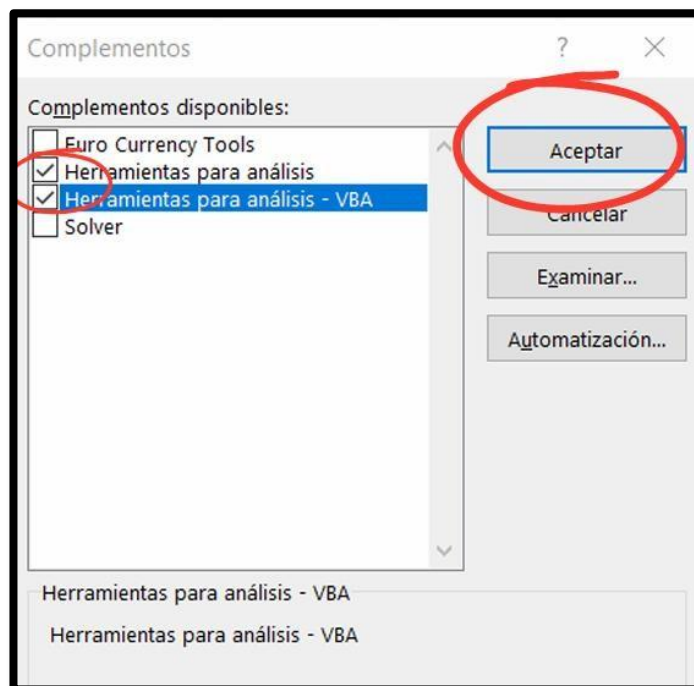 Complementos
?
Complementos disponibles:
Euro Currency Tools
Herramientas para análisis
Herramientas para análisis - VBA
Solver
Aceptar
Cancelar
Examinar...
Automatización...
Herramientas para análisis - VBA
Herramientas para análisis - VBA